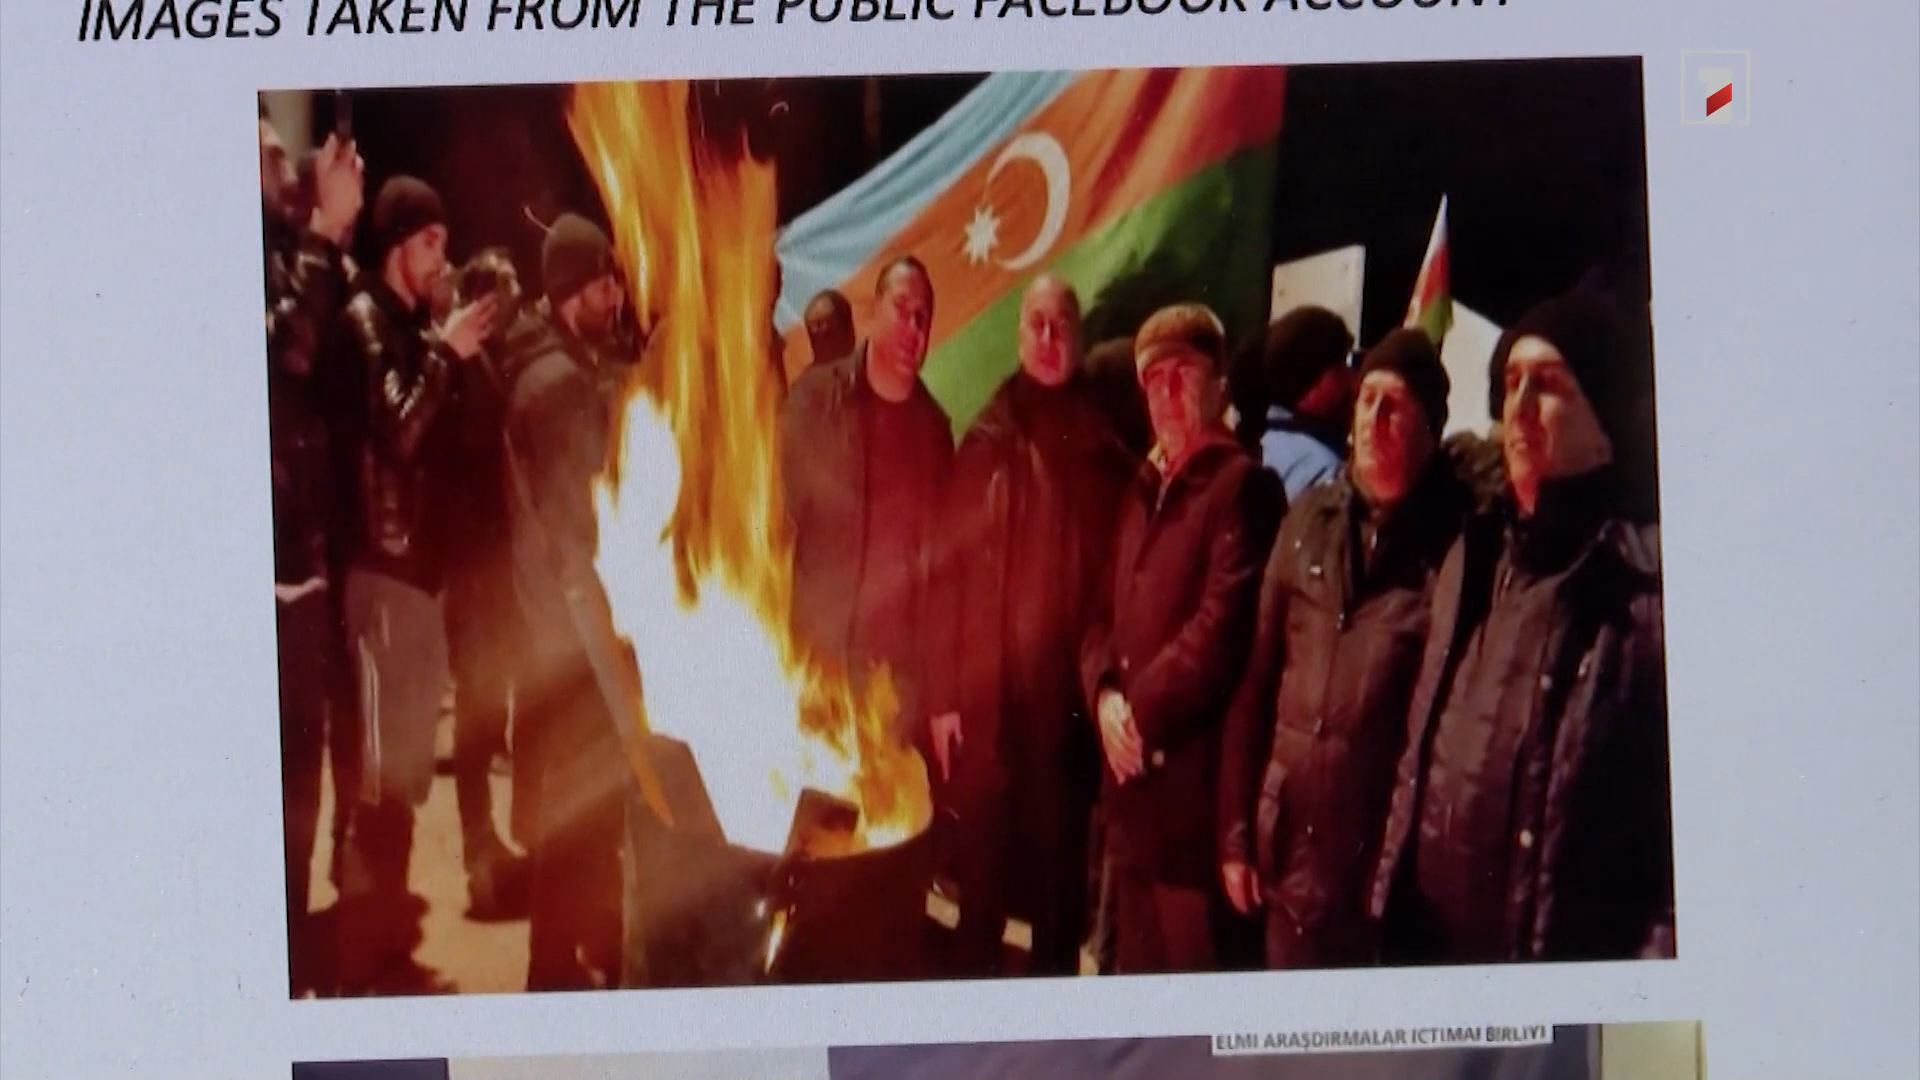 IMAGES TAKEN FROM THE PUBLIC FACEBOOK ACCOUNT
ELMI ARAŞDIRMALAR ICTIMAI BIRLIYI